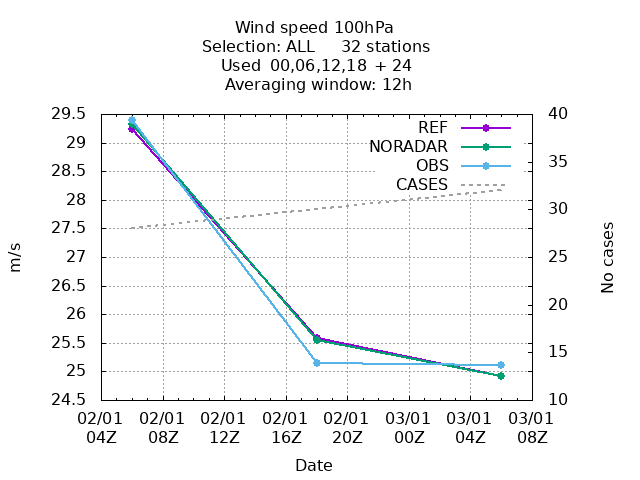 Wind speed 100hPa
Selection: ALL 32 stations
Used 00,06,12,18 + 24
Averaging window: 12h
29.5
29
28.5
28
27.5
27
26.5
26
25.5
25
24.5
m/s
40
35
30
25
20
15
10
No cases
REF
NORADAR
OBS
CASES
02/01 02/01 02/01 02/01 02/01 03/01 03/01 03/01
04Z 08Z 12Z 16Z 20Z 00Z 04Z 08Z
Date